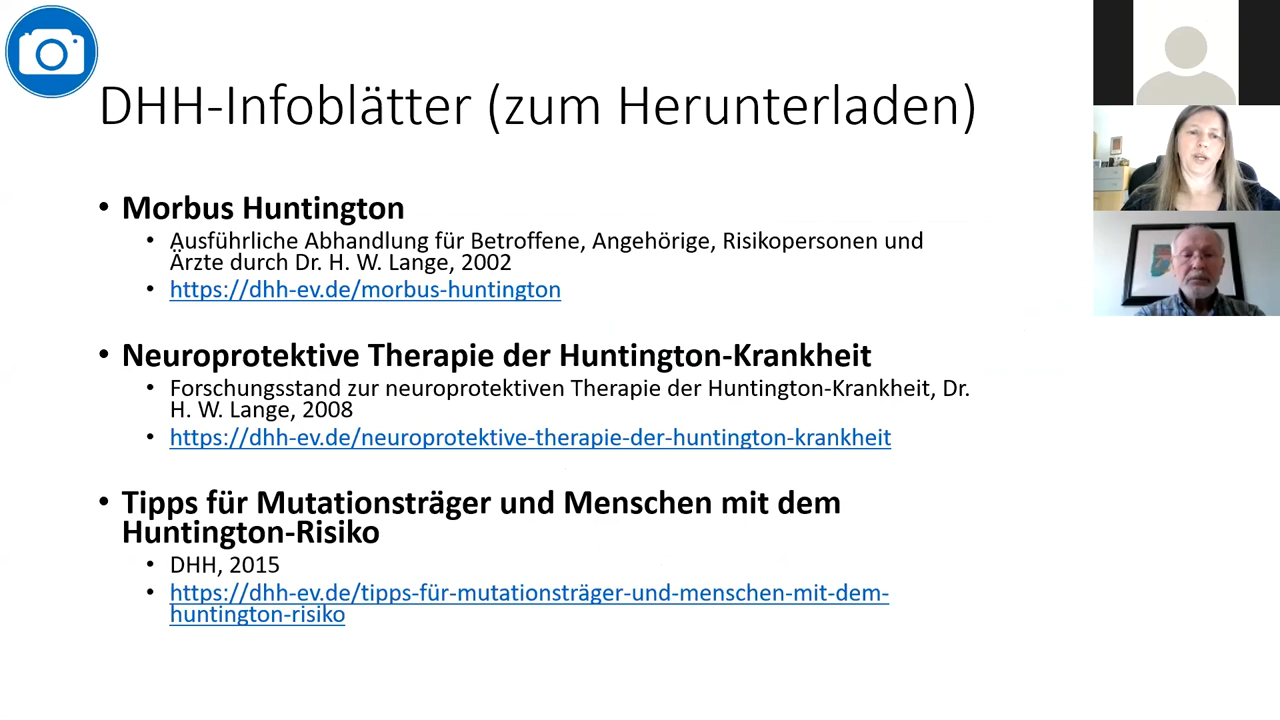 DHH-Infoblätter (zum Herunterladen)
• Morbus Huntington
• Ausführliche Abhandlung für Betroffene, Angehörige, Risikopersonen und
Ärzte durch Dr. H. W. Lange, 2002
• https://dhh-ev.de/morbus-huntington
• Neuroprotektive Therapie der Huntington-Krankheit
• Forschungsstand zur neuroprotektiven Therapie der Huntington-Krankheit, Dr.
H. W. Lange, 2008
• https://dhh-ev.de/neuroprotektive-therapie-der-huntington-krankheit
• Tipps für Mutationsträger und Menschen mit dem
Huntington-Risiko
• DHH, 2015
• https://dhh-ev.de/tipps-für-mutationsträger-und-menschen-mit-dem-
huntington-risiko